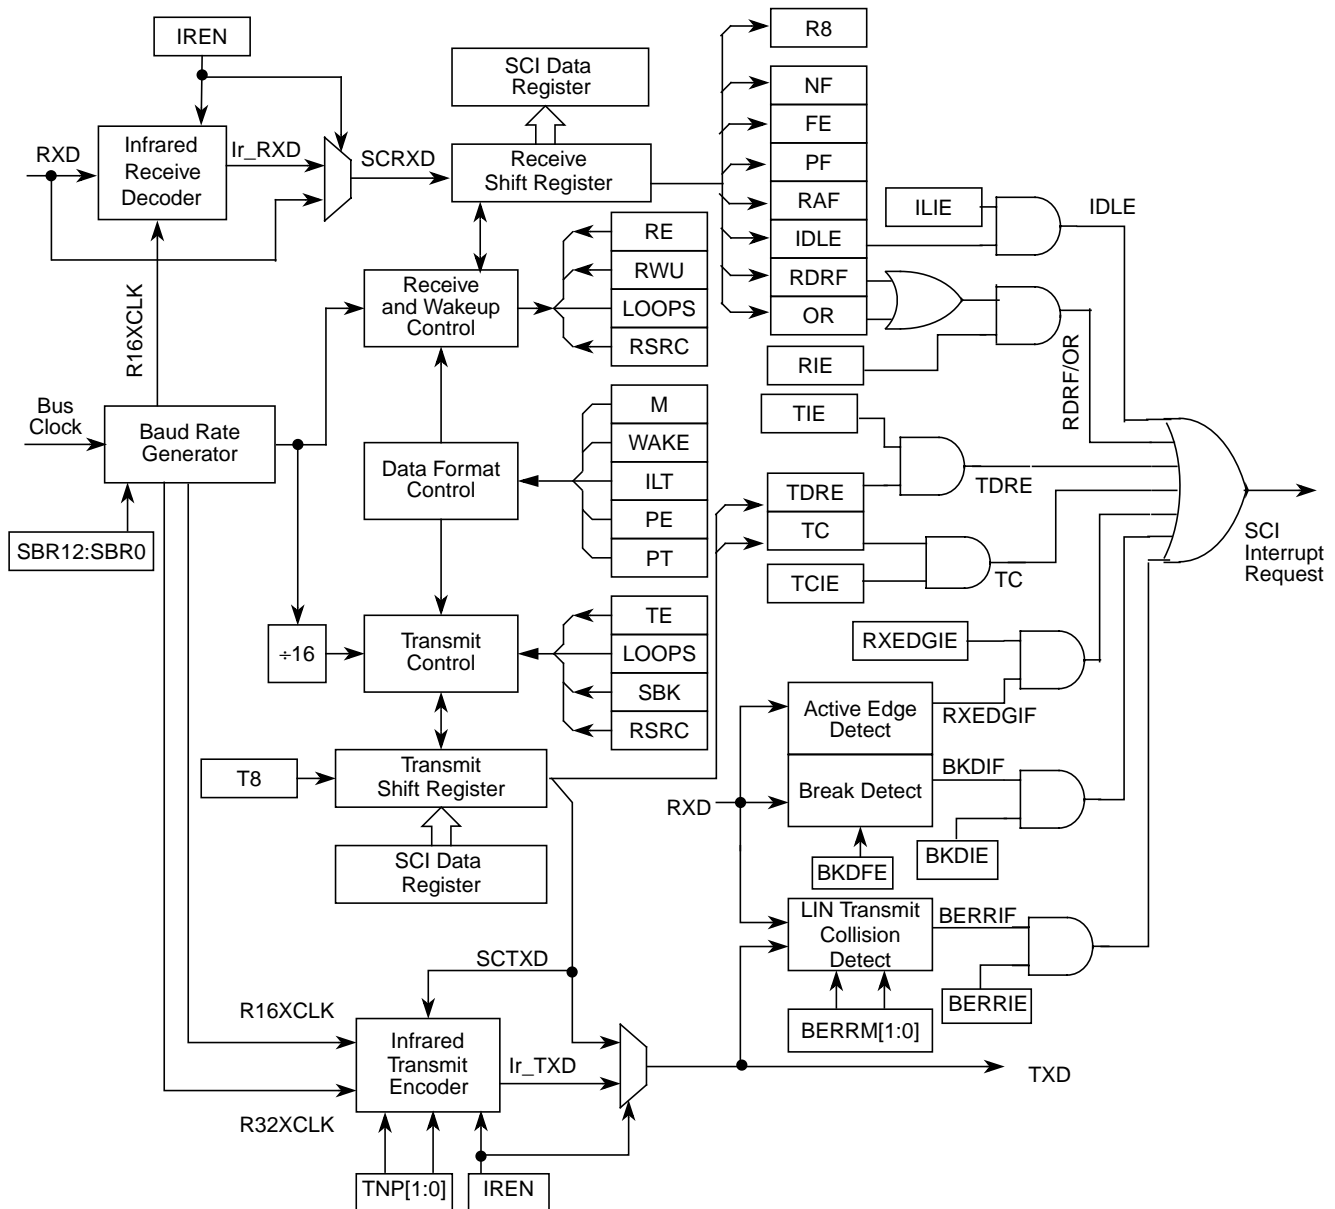 IREN
SCI Data
Register
R8
NF
FE
PF
RAF
IDLE
RDRF
OR
RXD
Infrared
Receive
Decoder
Ir_RXD
SCRXD
Receive
Shift Register
ILIE
IDLE
RE
RWU
LOOPS
RSRC
Receive
and Wakeup
Control
R16XCLK
RIE
RDRF/OR
Bus
Clock
Baud Rate
Generator
SBR12:SBR0
Data Format
Control
M
WAKE
ILT
PE
PT
TIE
TDRE
TC
TDRE
TCIE
TC
SCI
Interrupt
Request
÷16
Transmit
Control
TE
LOOPS
SBK
RSRC
RXEDGIE
Active Edge
Detect
RXEDGIF
T8
Transmit
Shift Register
RXD
Break Detect
BKDIF
BKDIE
BKDFE
SCI Data
Register
LIN Transmit
Collision
Detect
BERRIF
BERRIE
BERRM[1:0]
SCTXD
R16XCLK
Infrared
Transmit
Encoder
Ir_TXD
R32XCLK
TXD
TNP[1:0]
IREN